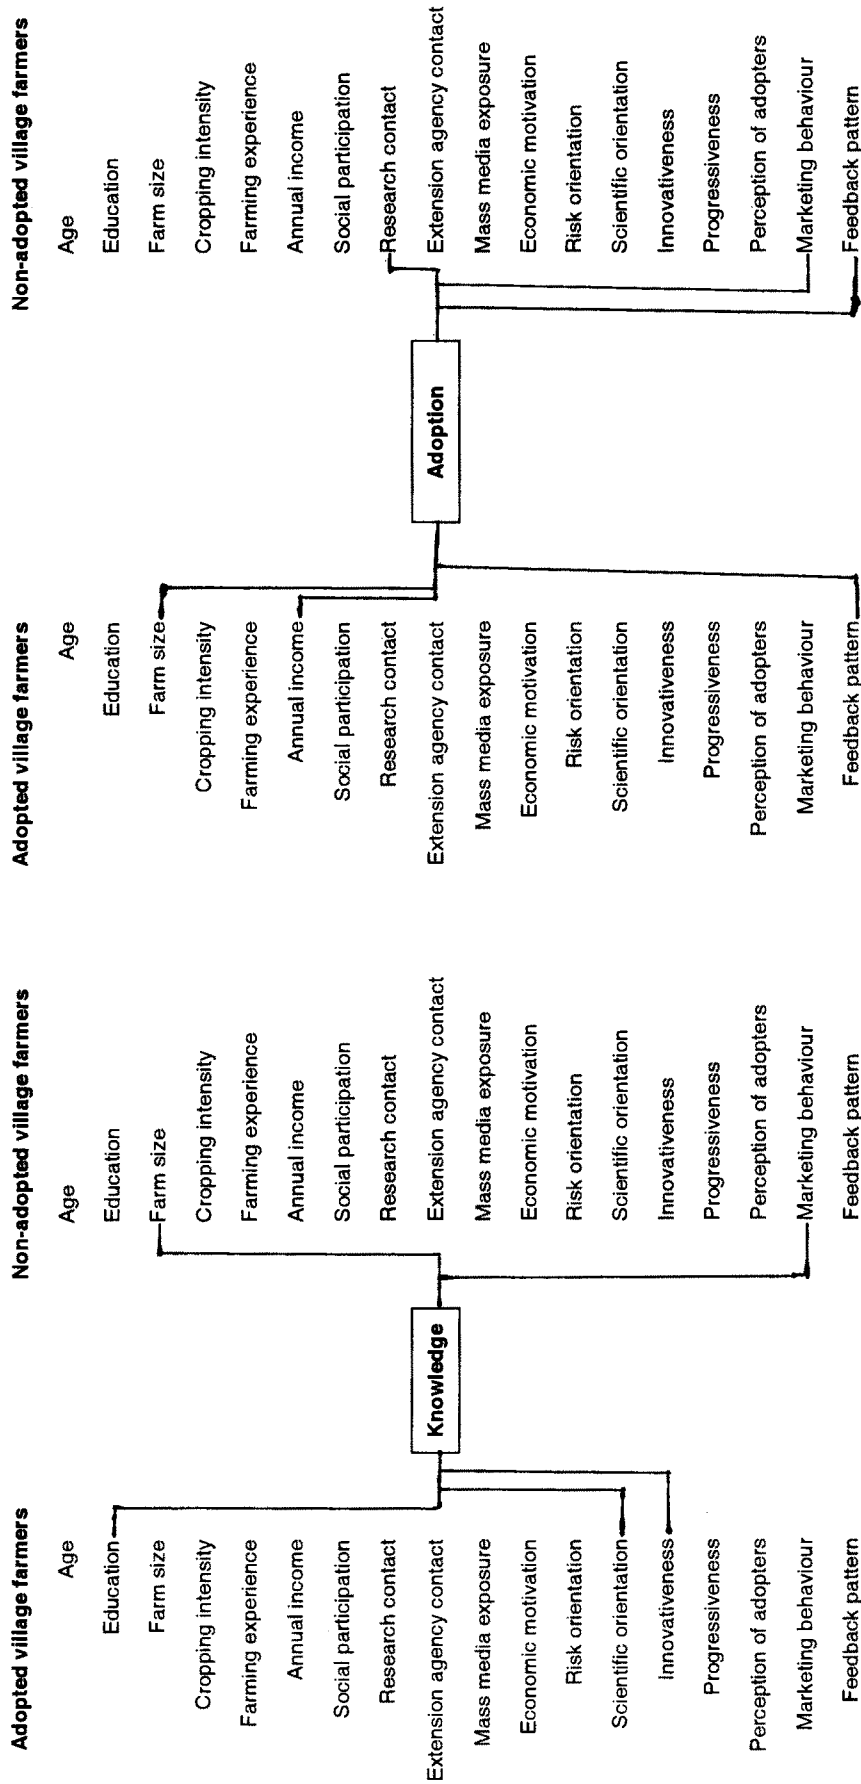 Adopted village farmers
Age
Education
Farm size
Cropping intensity
Farming experience
Annual income
Social participation
Research contact
Extension agency contact
Mass media exposure
Economic motivation
Risk orientation
Scientific orientation
Innovativeness
Progressiveness
Perception of adopters
Marketing behaviour
Feedback pattern
Knowledge
Non-adopted village farmers
Age
Education
Farm size
Cropping intensity
Farming experience
Annual income
Social participation
Research contact
Extension agency contact
Mass media exposure
Economic motivation
Risk orientation
Scientific orientation
Innovativeness
Progressiveness
Perception of adopters
Marketing behaviour
Feedback pattern
Adopted village farmers
Age
Education
Farm size
Cropping intensity
Farming experience
Annual income
Social participation
Research contact
Extension agency contact
Mass media exposure
Economic motivation
Risk orientation
Scientific orientation
Innovativeness
Progressiveness
Perception of adopters
Marketing behaviour
Feedback pattern
Adoption
Non-adopted village farmers
Age
Education
Farm size
Cropping intensity
Farming experience
Annual income
Social participation
Research contact
Extension agency contact
Mass media exposure
Economic motivation
Risk orientation
Scientific orientation
Innovativeness
Progressiveness
Perception of adopters
Marketing behaviour
Feedback pattern